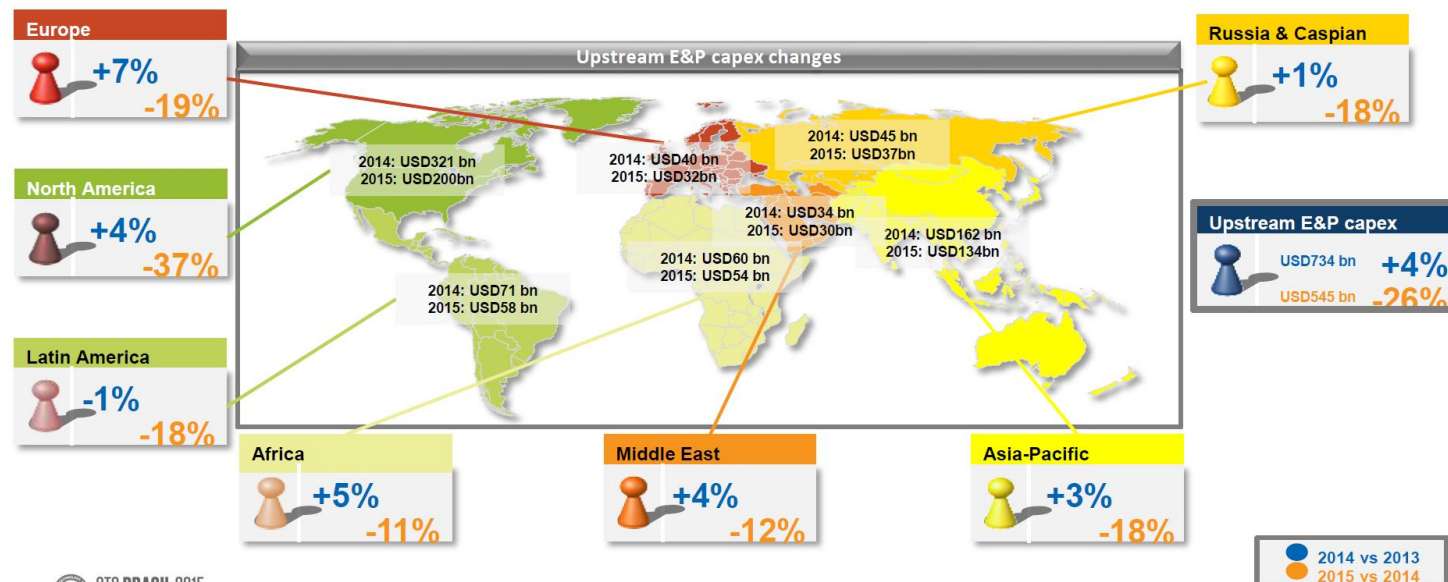 Upstream E&P capex changes
Europe
+7%
-19%
North America
+4%
-37%
Latin America
-1%
-18%
2014: USD321 bn
2015: USD200bn
2014: USD40 bn
2015: USD32bn
2014: USD45 bn
2015: USD37bn
2014: USD34 bn
2015: USD30bn
2014: USD162 bn
2015: USD134bn
2014: USD60 bn
2015: USD54 bn
2014: USD71 bn
2015: USD58 bn
Russia & Caspian
+1%
-18%
Upstream E&P capex
USD734 bn +4%
USD545 bn -26%
Africa
+5%
-11%
Middle East
+4%
-12%
Asia-Pacific
+3%
-18%
2014 vs 2013
2015 vs 2014